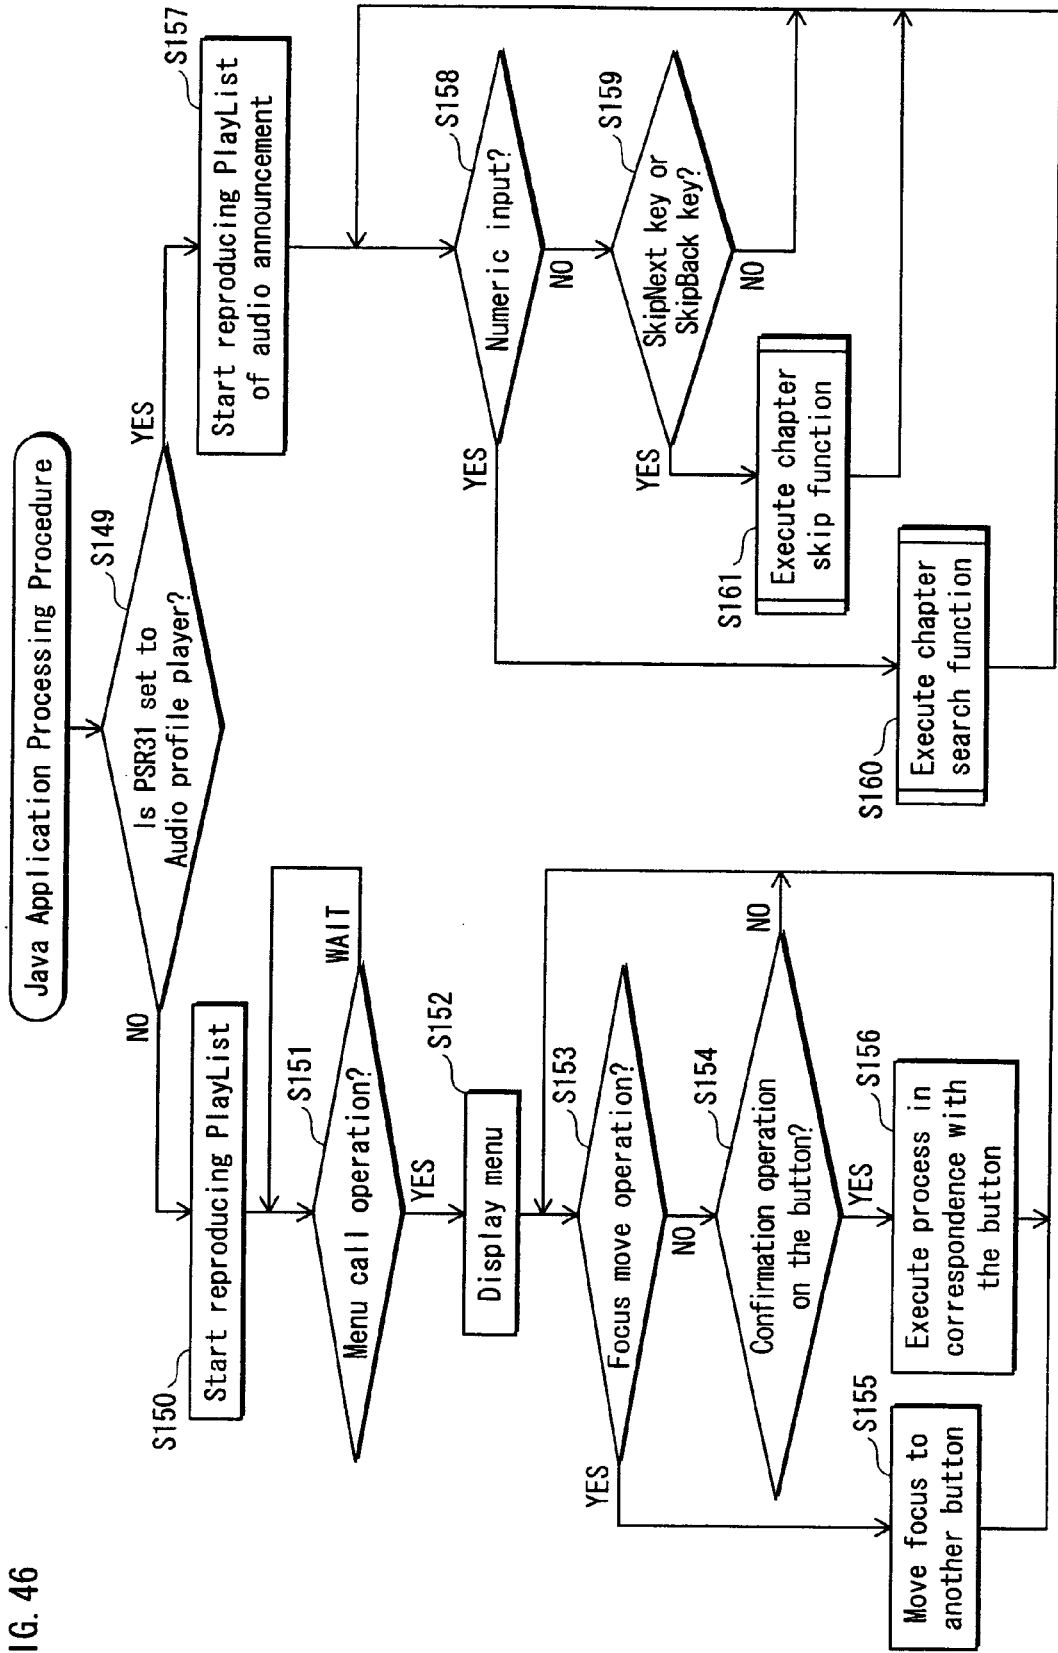 IG. 46
Java Application Processing Procedure
S149
Is PSR31 set to
Audio profile player?
NO
YES
S150
Start reproducing PlayList
S151
Menu call operation?
WAIT
YES
S152
Display menu
S153
Focus move operation?
YES
NO
S154
Confirmation operation
on the button?
NO
YES
S155
Move focus to
another button
S156
Execute process in
correspondence with
the button
S157
Start reproducing PlayList
of audio announcement
S158
Numeric input?
YES
NO
S159
SkipNext key or
SkipBack key?
YES
NO
S161
Execute chapter
skip function
S160
Execute chapter
search function